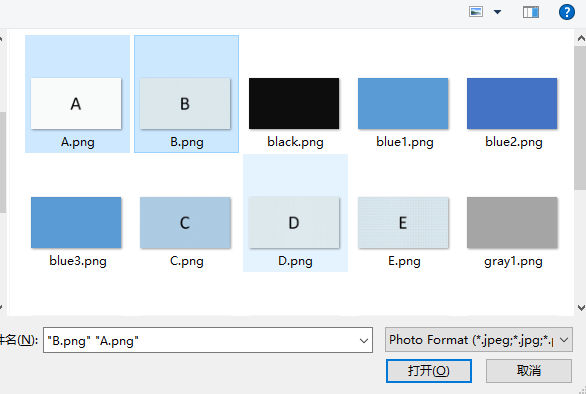 ?
A
B
A.png
B.png
black.png
blue1.png
blue2.png
C
D
E
blue3.png
C.png
D.png
E.png
gray1.png
件名(N):
"B.png" "A.png"
Photo Format (*.jpeg;*.jpg;*.p
打开(O)
取消